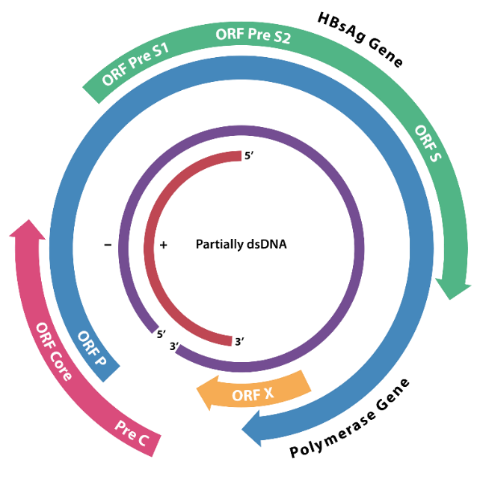 HBsAg Gene
ORF Pre S1
ORF Pre S2
ORF S
5’
–
+
Partially dsDNA
5’
3’
3’
ORF P
ORF Core
Pre C
ORF X
Polymerase Gene